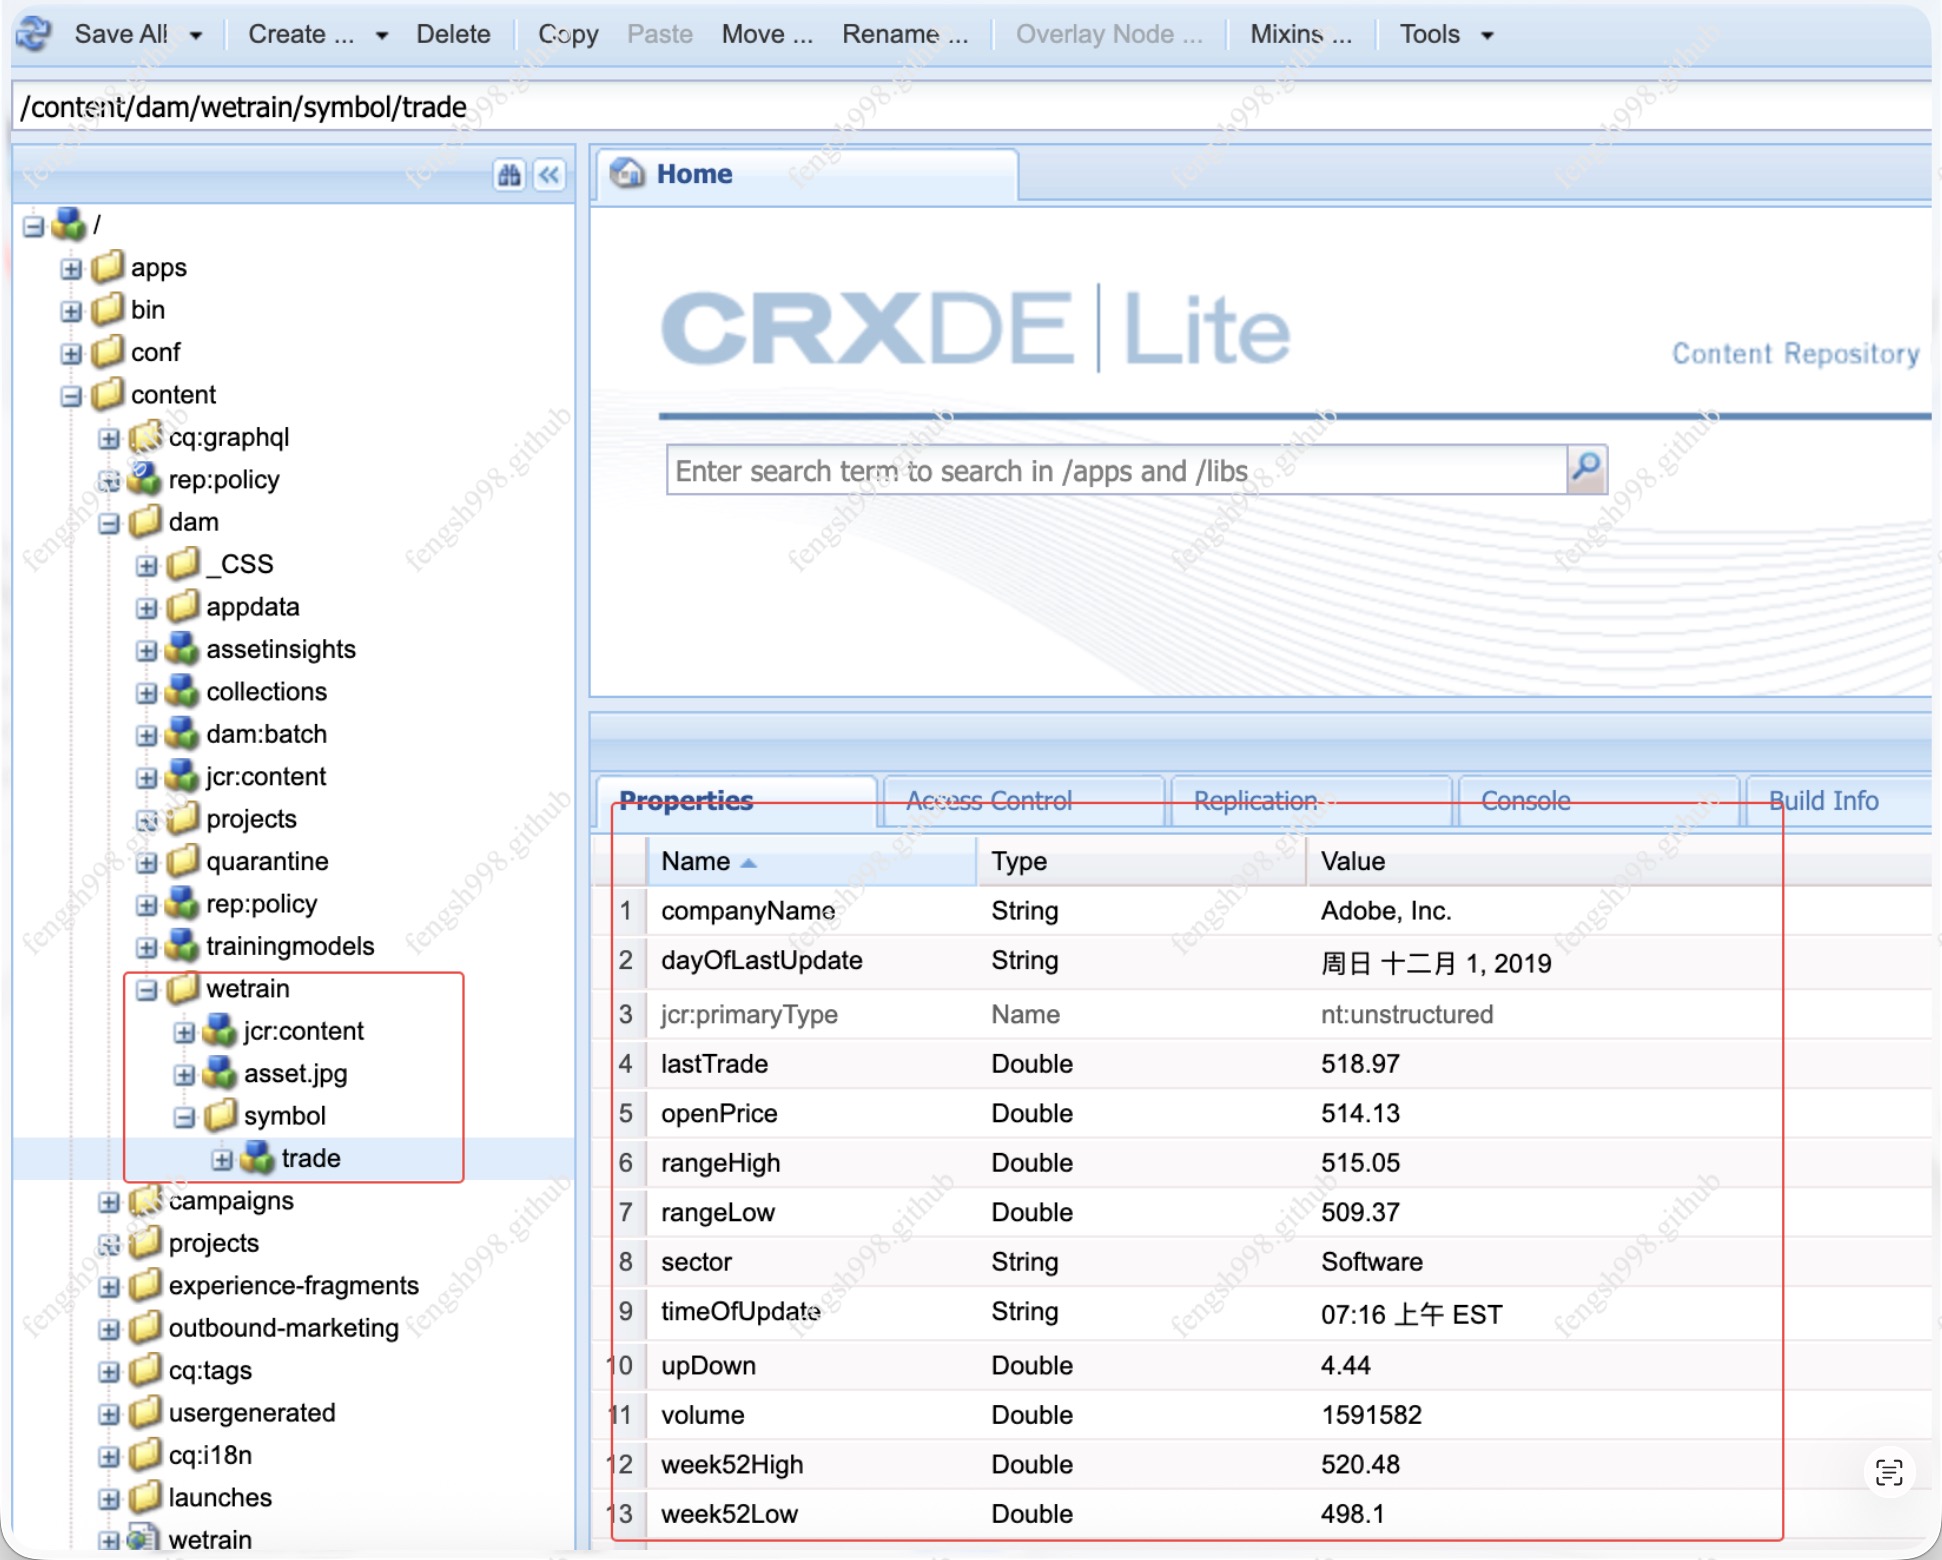 Save All Create ... Delete Copy Paste Move ... Rename ... Overlay Node ... Mixins ... Tools
/content/dam/wetrain/symbol/trade
/
apps
bin
conf
content
cq:graphql
rep:policy
dam
_CSS
appdata
assetinsights
collections
dam:batch
jcr:content
projects
quarantine
rep:policy
trainingmodels
wetrain
jcr:content
asset.jpg
symbol
trade
campaigns
projects
experience-fragments
outbound-marketing
cq:tags
usergenerated
cq:i18n
launches
wetrain
Home
CRXDE Lite
Content Repository
Enter search term to search in /apps and /libs
Properties Access Control Replication Console Build Info
Name Type Value
1 companyName String Adobe, Inc.
2 dayOfLastUpdate String 周日 十二月 1, 2019
3 jcr:primaryType Name nt:unstructured
4 lastTrade Double 518.97
5 openPrice Double 514.13
6 rangeHigh Double 515.05
7 rangeLow Double 509.37
8 sector String Software
9 timeOfUpdate String 07:16 上午 EST
10 upDown Double 4.44
11 volume Double 1591582
12 week52High Double 520.48
13 week52Low Double 498.1
fengsh998.github